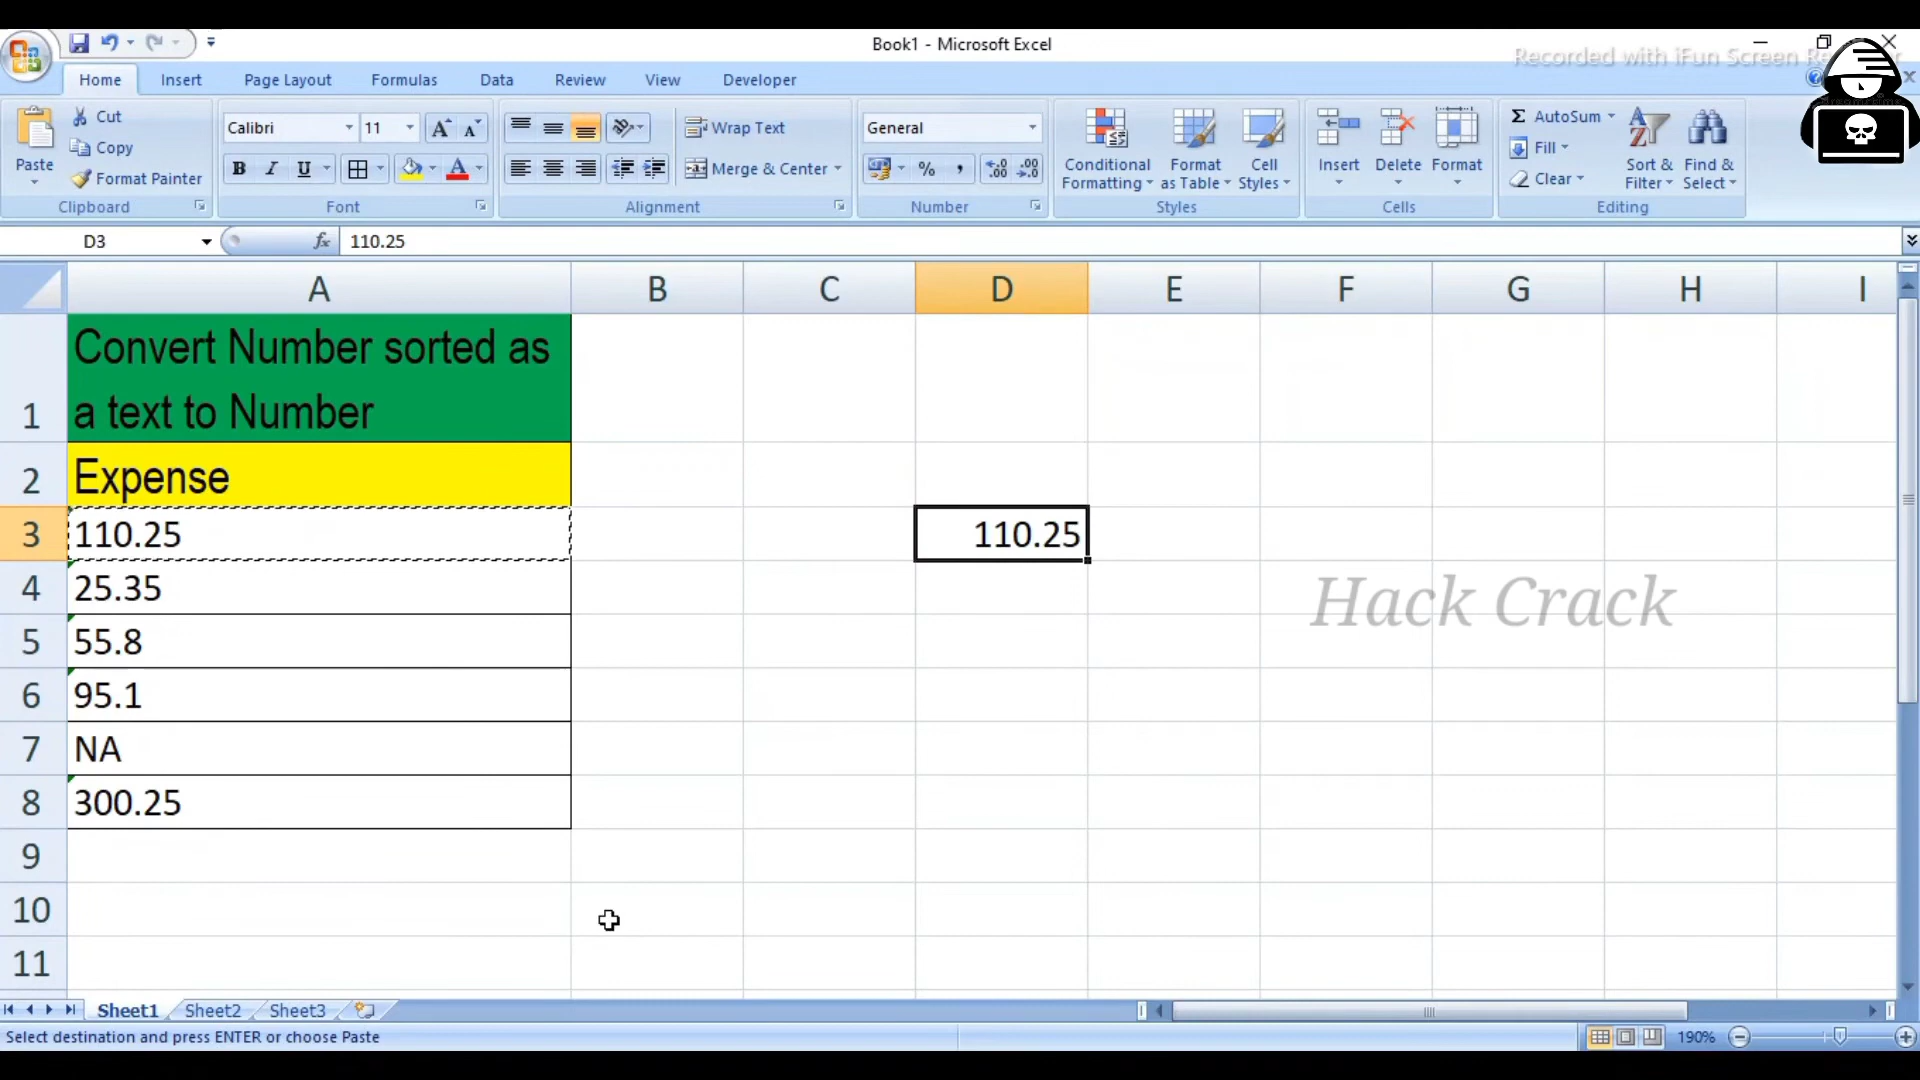 Book1 - Microsoft Excel
Recorded with iFun Screen
Home Insert Page Layout Formulas Data Review View Developer
Paste
Cut
Copy
Format Painter
Clipboard
Calibri 11
B I U
Font
Wrap Text
Merge & Center
Alignment
General
%
Number
Conditional Formatting
Format as Table
Cell Styles
Styles
Insert Delete Format
Cells
AutoSum
Fill
Clear
Sort & Filter
Find & Select
Editing
D3 fx 110.25
A B C D E F G H I
1 Convert Number sorted as
a text to Number
2 Expense
3 110.25 110.25
4 25.35
Hack Crack
5 55.8
6 95.1
7 NA
8 300.25
9
10
11
Sheet1 Sheet2 Sheet3
Select destination and press ENTER or choose Paste 190%